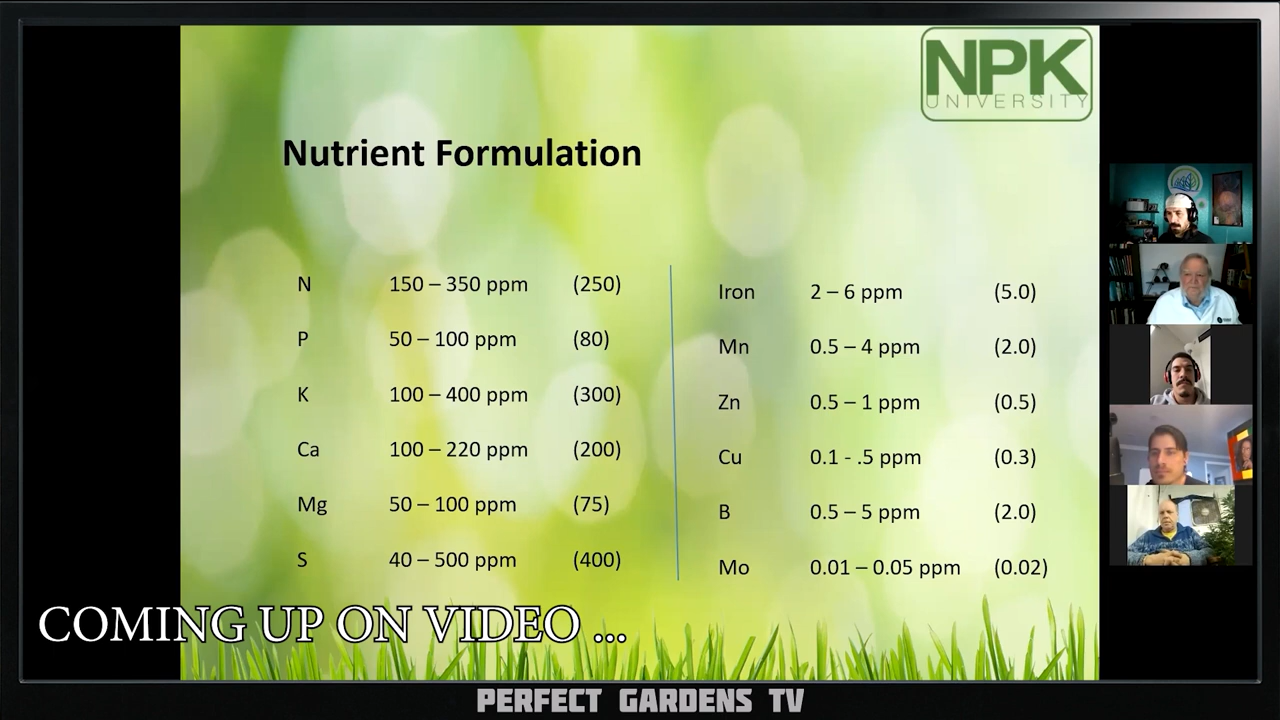 NPK
UNIVERSITY
Nutrient Formulation
N 150 – 350 ppm (250)
P 50 – 100 ppm (80)
K 100 – 400 ppm (300)
Ca 100 – 220 ppm (200)
Mg 50 – 100 ppm (75)
S 40 – 500 ppm (400)
Iron 2 – 6 ppm (5.0)
Mn 0.5 – 4 ppm (2.0)
Zn 0.5 – 1 ppm (0.5)
Cu 0.1 - .5 ppm (0.3)
B 0.5 – 5 ppm (2.0)
Mo 0.01 – 0.05 ppm (0.02)
COMING UP ON VIDEO ...
PERFECT GARDENS TV